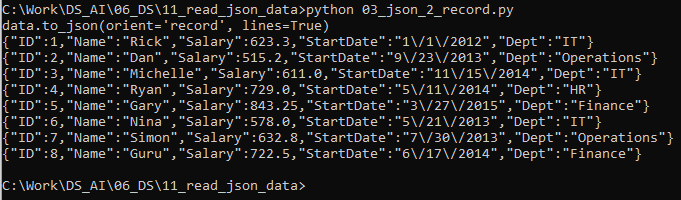 C:\Work\DS_AI\06_DS\11_read_json_data>python 03_json_2_record.py
data.to_json(orient='record', lines=True)
{"ID":1,"Name":"Rick","Salary":623.3,"StartDate":"1\/1\/2012","Dept":"IT"}
{"ID":2,"Name":"Dan","Salary":515.2,"StartDate":"9\/23\/2013","Dept":"Operations"}
{"ID":3,"Name":"Michelle","Salary":611.0,"StartDate":"11\/15\/2014","Dept":"IT"}
{"ID":4,"Name":"Ryan","Salary":729.0,"StartDate":"5\/11\/2014","Dept":"HR"}
{"ID":5,"Name":"Gary","Salary":843.25,"StartDate":"3\/27\/2015","Dept":"Finance"}
{"ID":6,"Name":"Nina","Salary":578.0,"StartDate":"5\/21\/2013","Dept":"IT"}
{"ID":7,"Name":"Simon","Salary":632.8,"StartDate":"7\/30\/2013","Dept":"Operations"}
{"ID":8,"Name":"Guru","Salary":722.5,"StartDate":"6\/17\/2014","Dept":"Finance"}
C:\Work\DS_AI\06_DS\11_read_json_data>